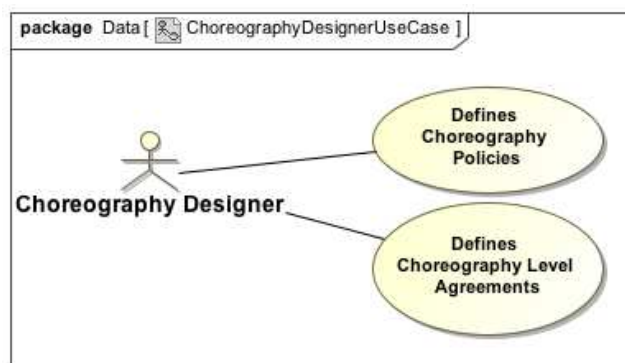 package Data [ ChoreographyDesignerUseCase ]
Defines
Choreography
Policies
Choreography Designer
Defines
Choreography Level
Agreements